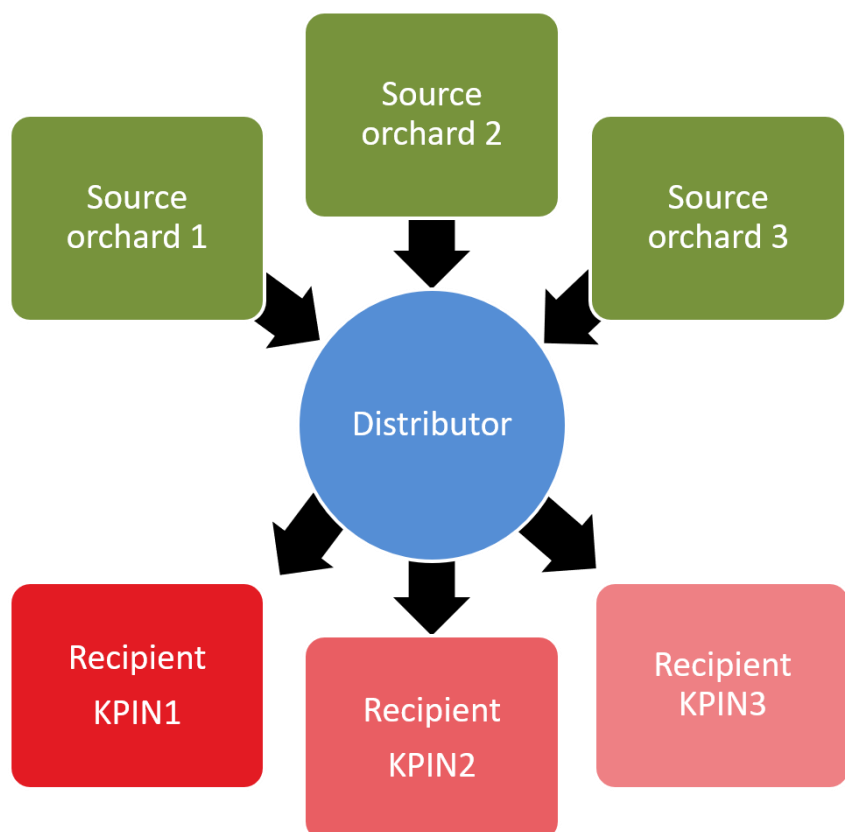 Source
orchard 1
Source
orchard 2
Source
orchard 3
Distributor
Recipient
KPIN1
Recipient
KPIN2
Recipient
KPIN3